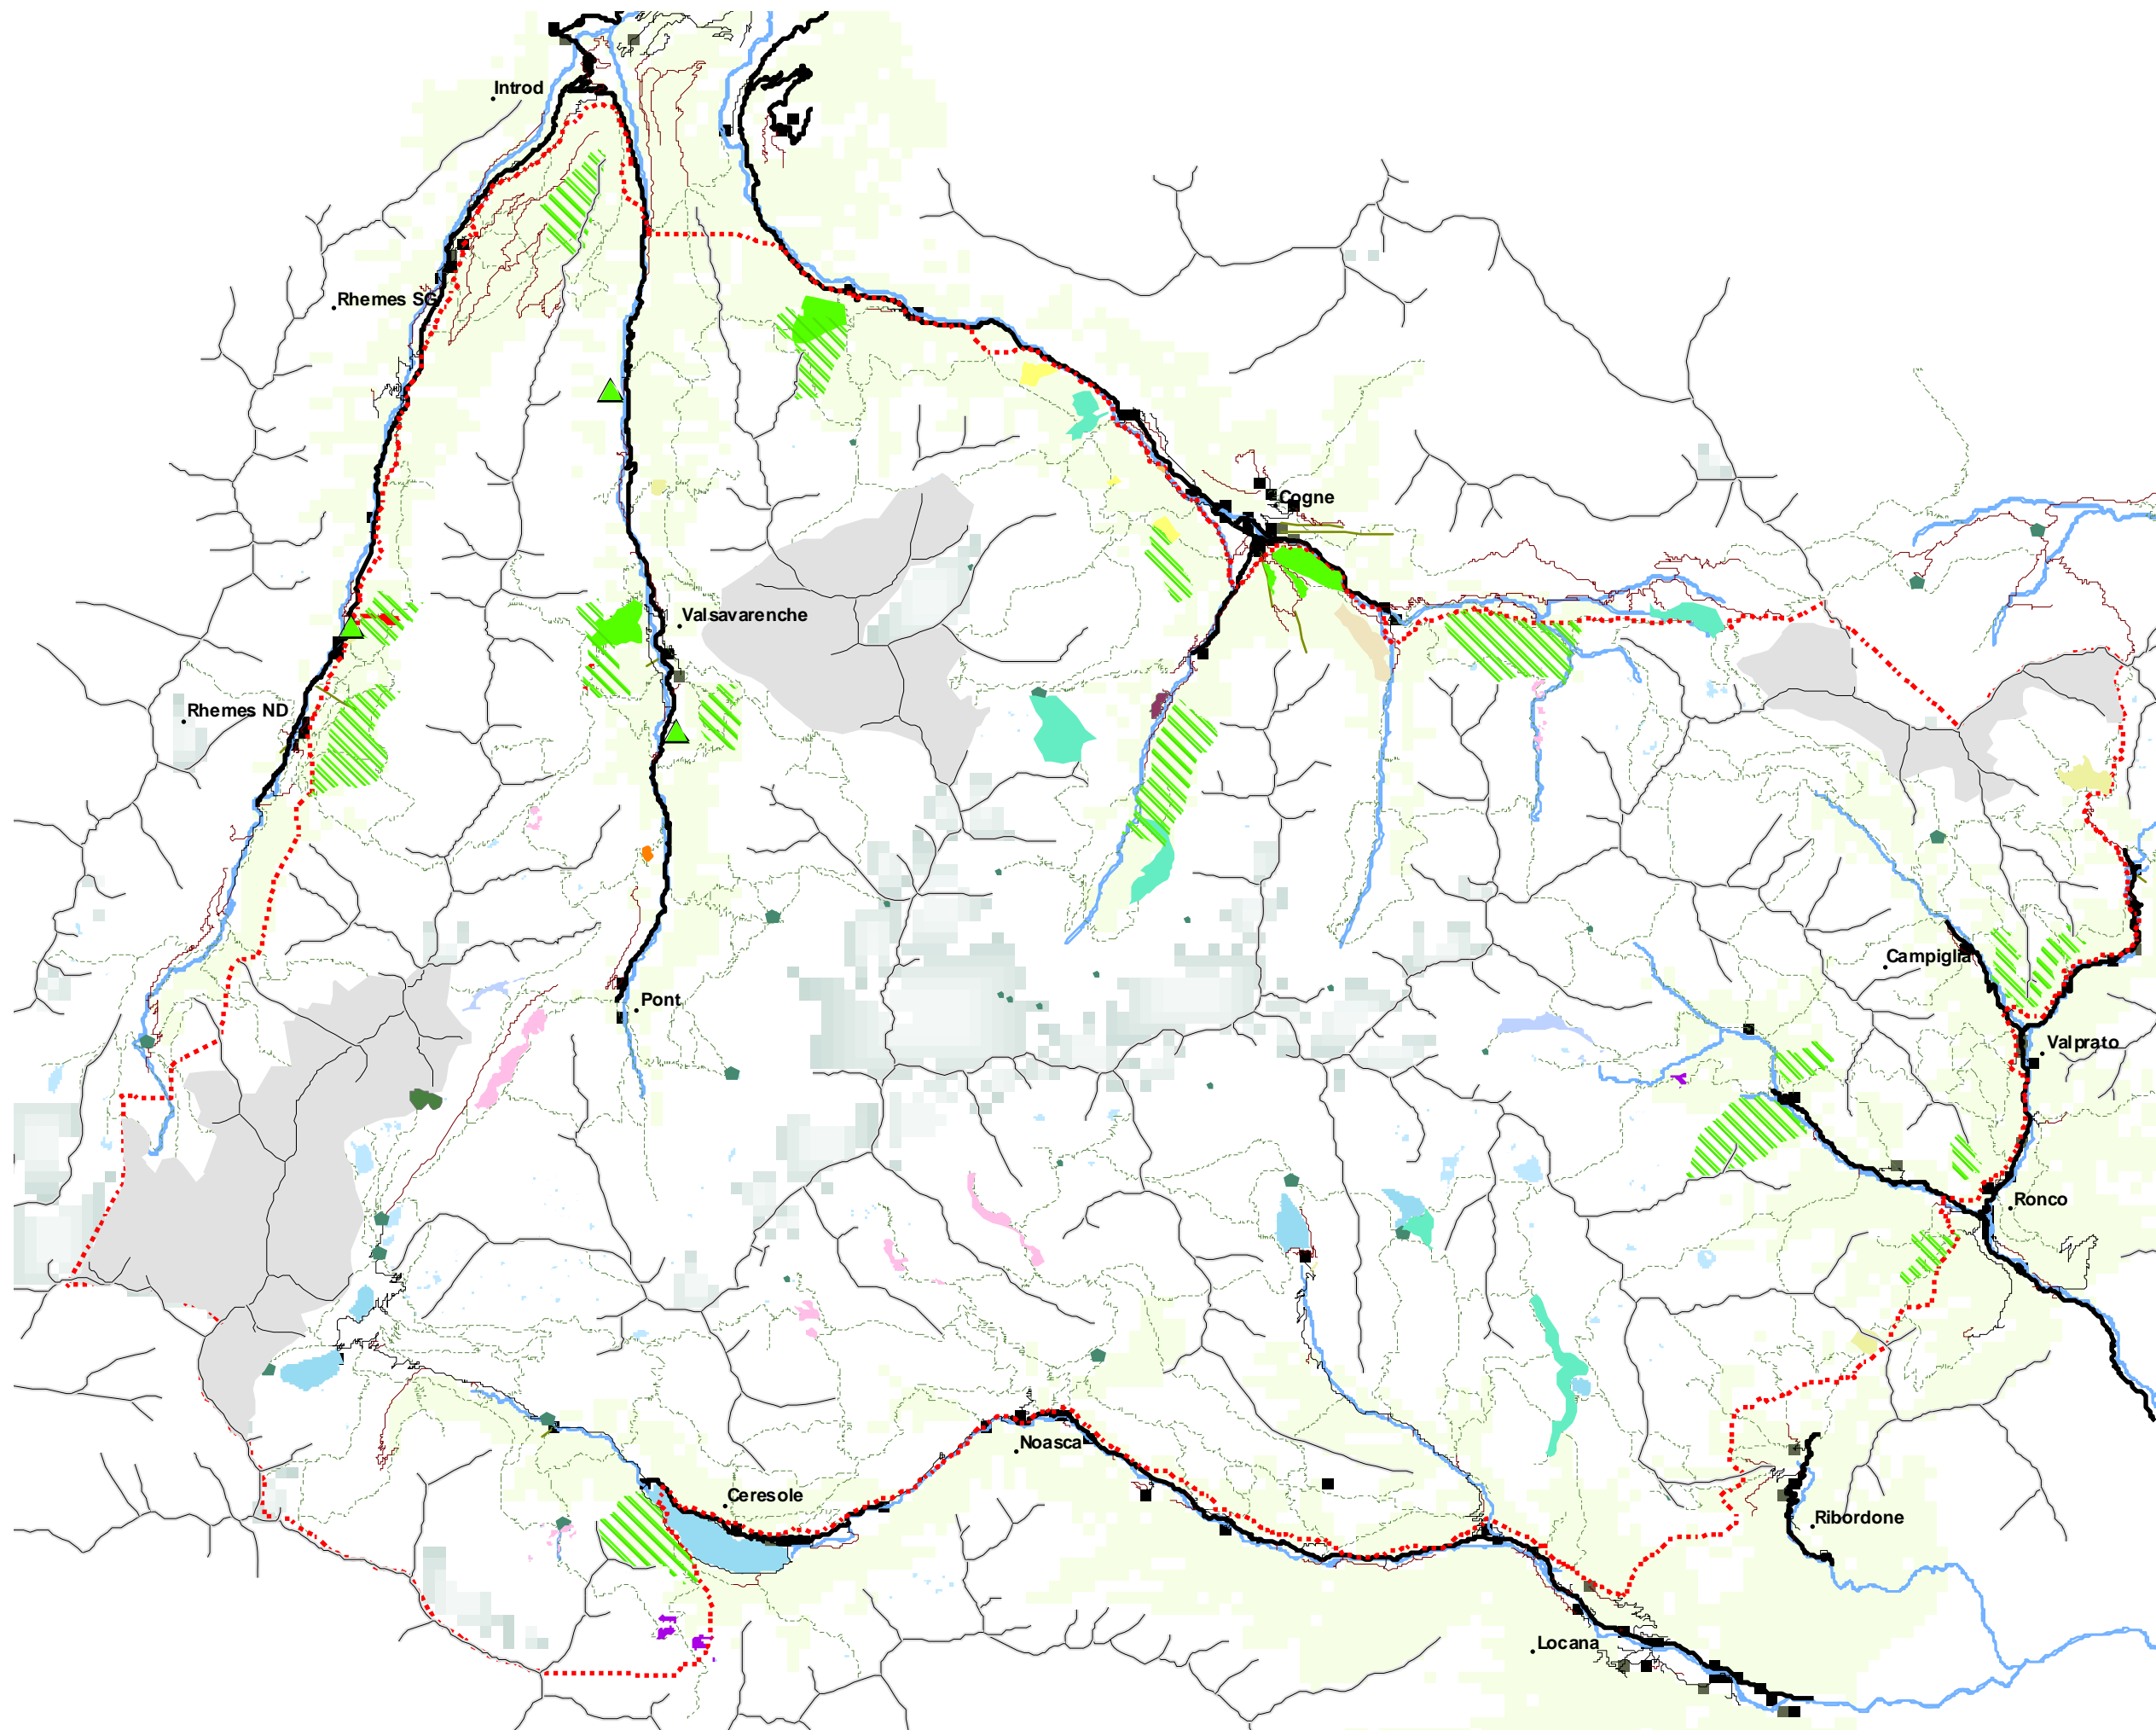 Introd
Rhemes SG
Cogne
Valsavarenche
Rhemes ND
Campiglia
Pont
Valprato
Ronco
Noasca
Ceresole
Ribordone
Locana